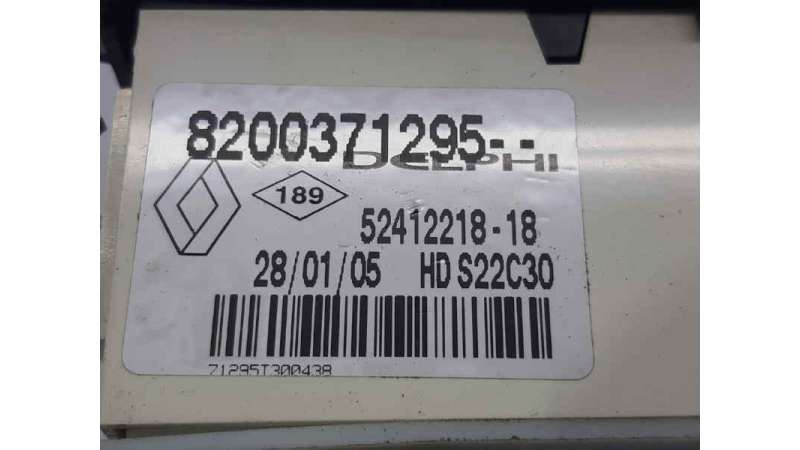 8200371295--
DELPHI
189
52412218-18
28/01/05 HD S22C30
71295T300438